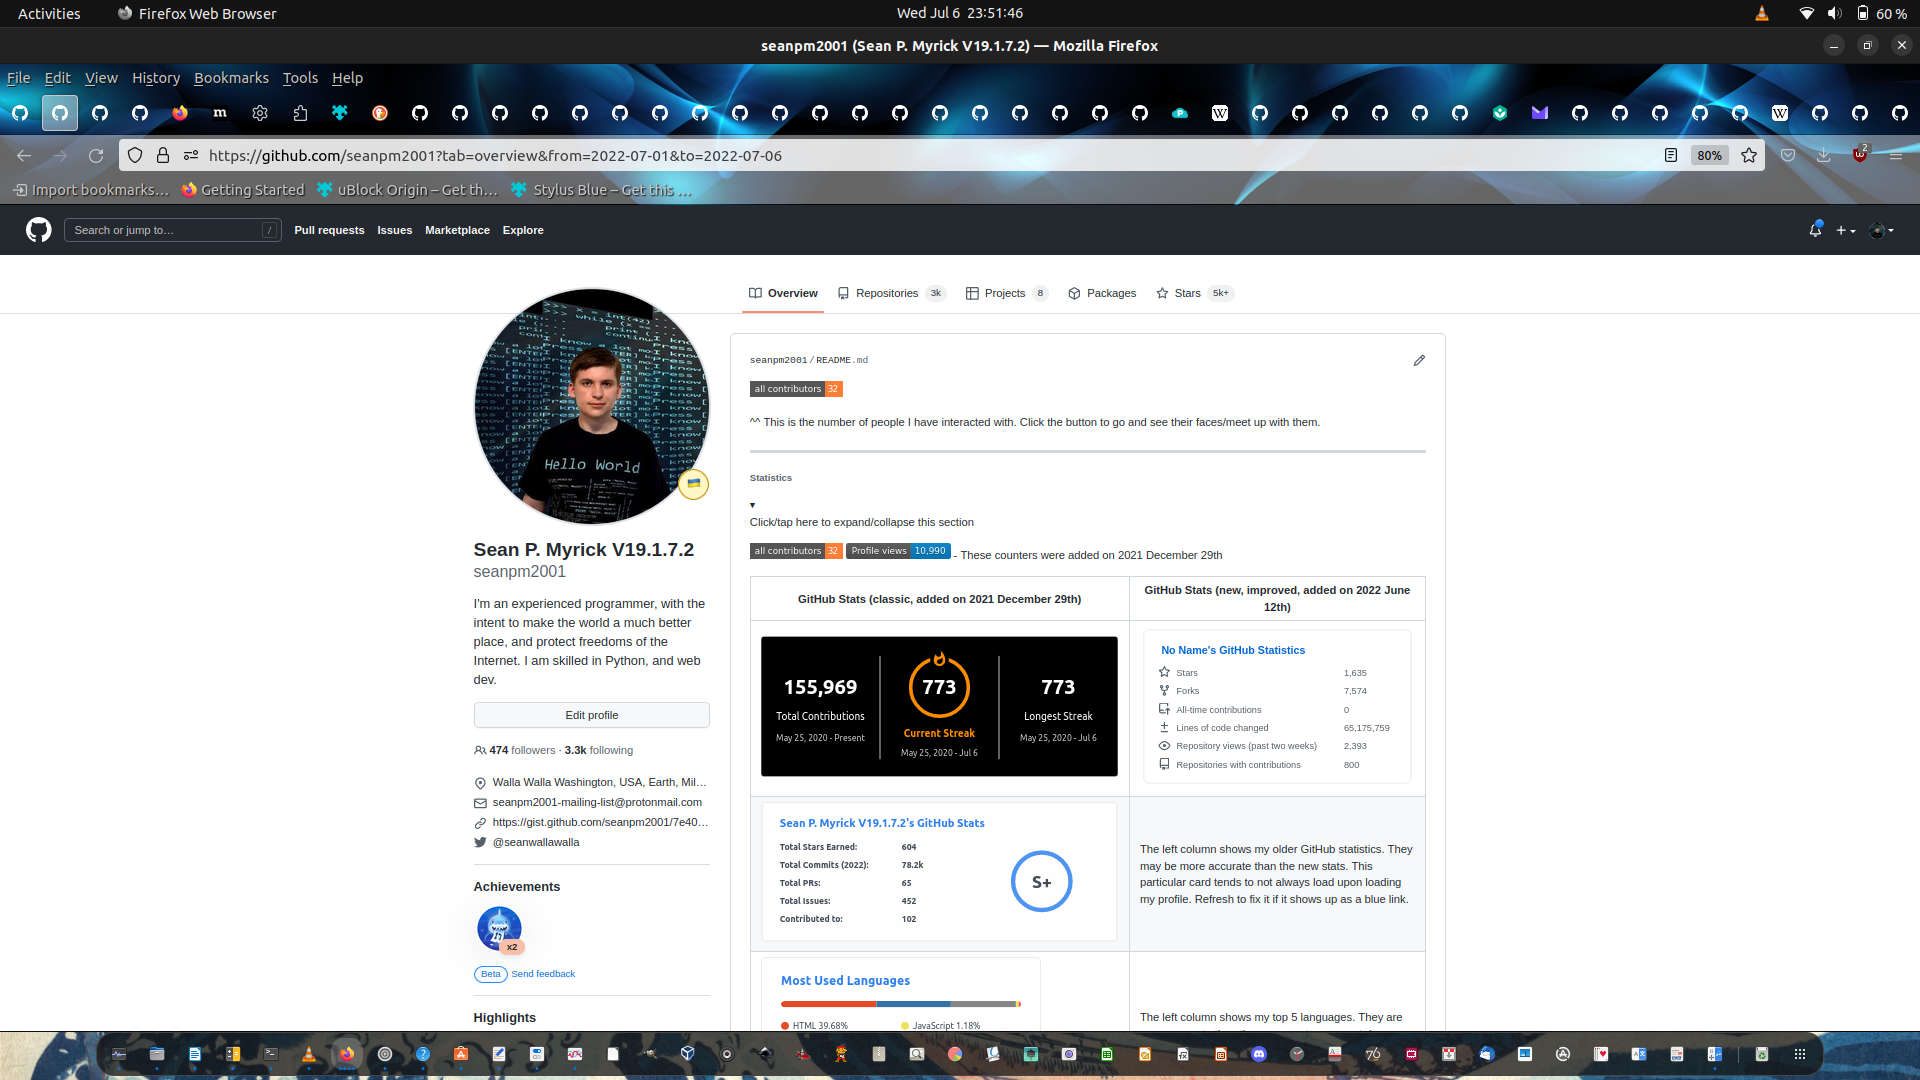 Activities
Firefox Web Browser
Wed Jul 6 23:51:46
60 %
seanpm2001 (Sean P. Myrick V19.1.7.2) — Mozilla Firefox
File Edit View History Bookmarks Tools Help
https://github.com/seanpm2001?tab=overview&from=2022-07-01&to=2022-07-06
80%
2
Import bookmarks…
Getting Started
uBlock Origin – Get th…
Stylus Blue – Get this …
Search or jump to…
/
Pull requests Issues Marketplace Explore
Overview
Repositories 3k
Projects 8
Packages
Stars 5k+
Hello World
Sean P. Myrick V19.1.7.2
seanpm2001
I'm an experienced programmer, with the
intent to make the world a much better
place, and protect freedoms of the
Internet. I am skilled in Python, and web
dev.
Edit profile
474 followers · 3.3k following
Walla Walla Washington, USA, Earth, Mil…
seanpm2001-mailing-list@protonmail.com
https://gist.github.com/seanpm2001/7e40…
@seanwallawalla
Achievements
x2
Beta Send feedback
Highlights
seanpm2001/README.md
all contributors 32
^^ This is the number of people I have interacted with. Click the button to go and see their faces/meet up with them.
Statistics
▾
Click/tap here to expand/collapse this section
all contributors 32 Profile views 10,990 - These counters were added on 2021 December 29th
GitHub Stats (classic, added on 2021 December 29th)
GitHub Stats (new, improved, added on 2022 June
12th)
155,969
Total Contributions
May 25, 2020 - Present
773
Current Streak
May 25, 2020 - Jul 6
773
Longest Streak
May 25, 2020 - Jul 6
No Name's GitHub Statistics
Stars 1,635
Forks 7,574
All-time contributions 0
Lines of code changed 65,175,759
Repository views (past two weeks) 2,393
Repositories with contributions 800
Sean P. Myrick V19.1.7.2's GitHub Stats
Total Stars Earned: 604
Total Commits (2022): 78.2k
Total PRs: 65
Total Issues: 452
Contributed to: 102
S+
The left column shows my older GitHub statistics. They
may be more accurate than the new stats. This
particular card tends to not always load upon loading
my profile. Refresh to fix it if it shows up as a blue link.
Most Used Languages
HTML 39.68%
JavaScript 1.18%
The left column shows my top 5 languages. They are